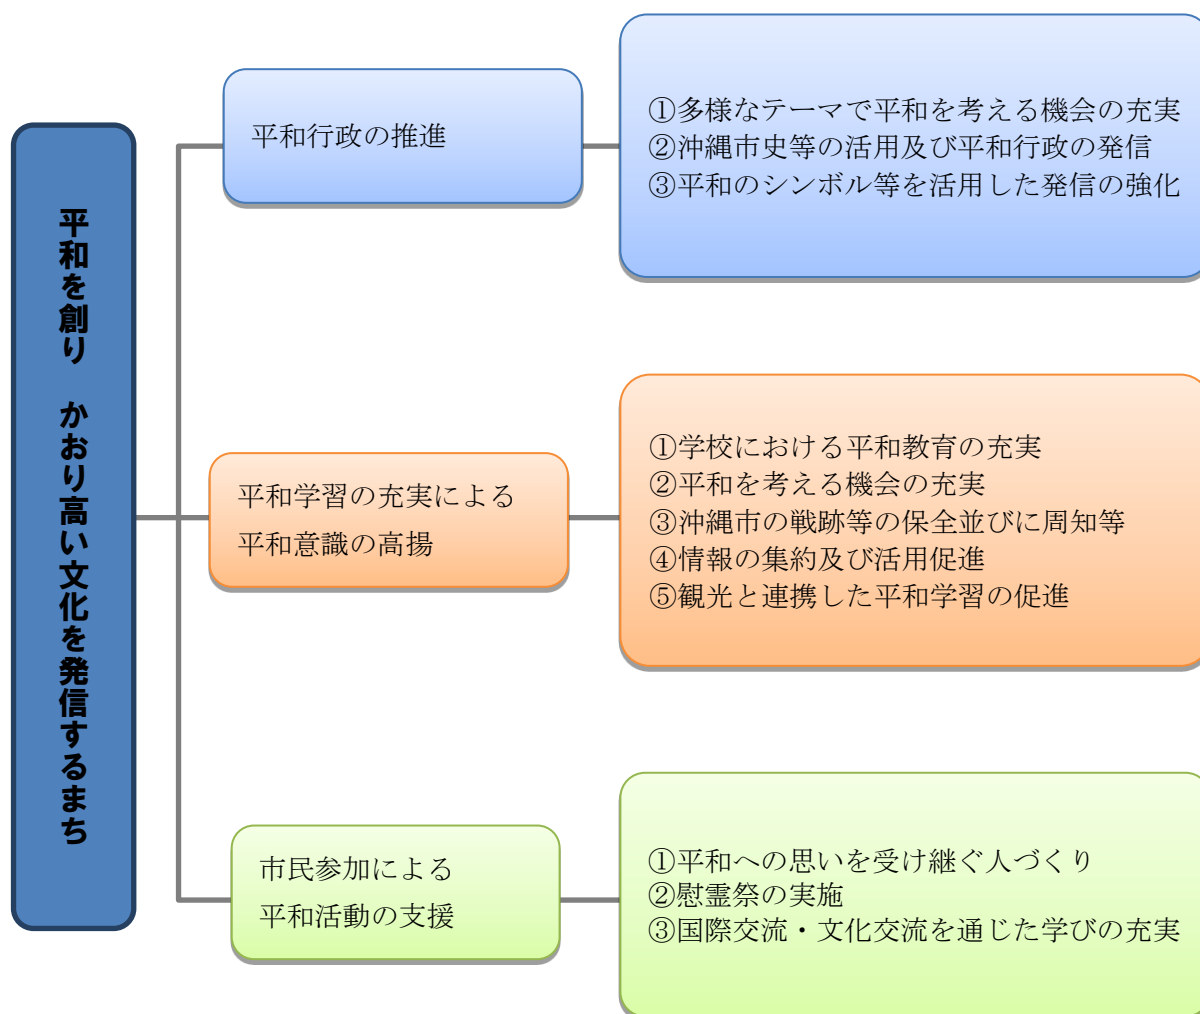 平和を創り　かおり高い文化を発信するまち
平和行政の推進
①多様なテーマで平和を考える機会の充実
②沖縄市史等の活用及び平和行政の発信
③平和のシンボル等を活用した発信の強化
平和学習の充実による
平和意識の高揚
①学校における平和教育の充実
②平和を考える機会の充実
③沖縄市の戦跡等の保全並びに周知等
④情報の集約及び活用促進
⑤観光と連携した平和学習の促進
市民参加による
平和活動の支援
①平和への思いを受け継ぐ人づくり
②慰霊祭の実施
③国際交流・文化交流を通じた学びの充実